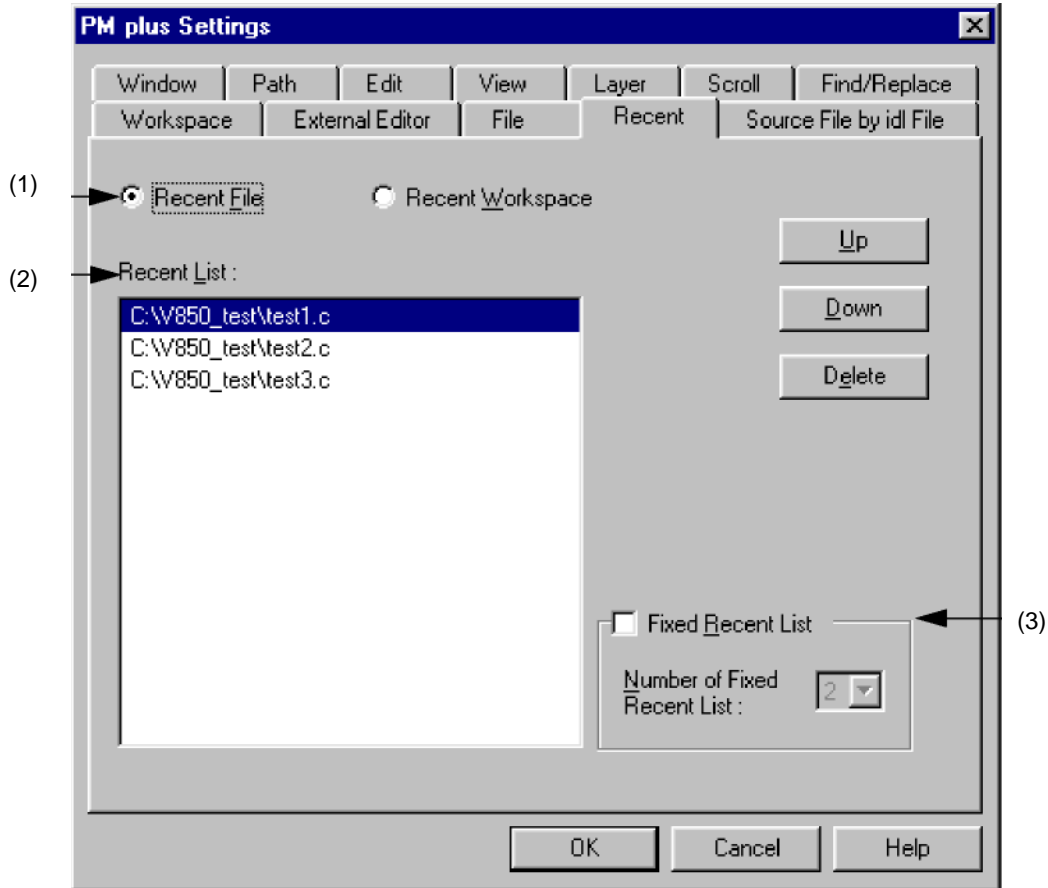 PM plus Settings
Window Path Edit View Layer Scroll Find/Replace
Workspace External Editor File Recent Source File by idl File
(1)
Recent File Recent Workspace
Up
(2)
Recent List :
C:\V850_test\test1.c
Down
C:\V850_test\test2.c
C:\V850_test\test3.c
Delete
Fixed Recent List
(3)
Number of Fixed
Recent List :
2
OK Cancel Help